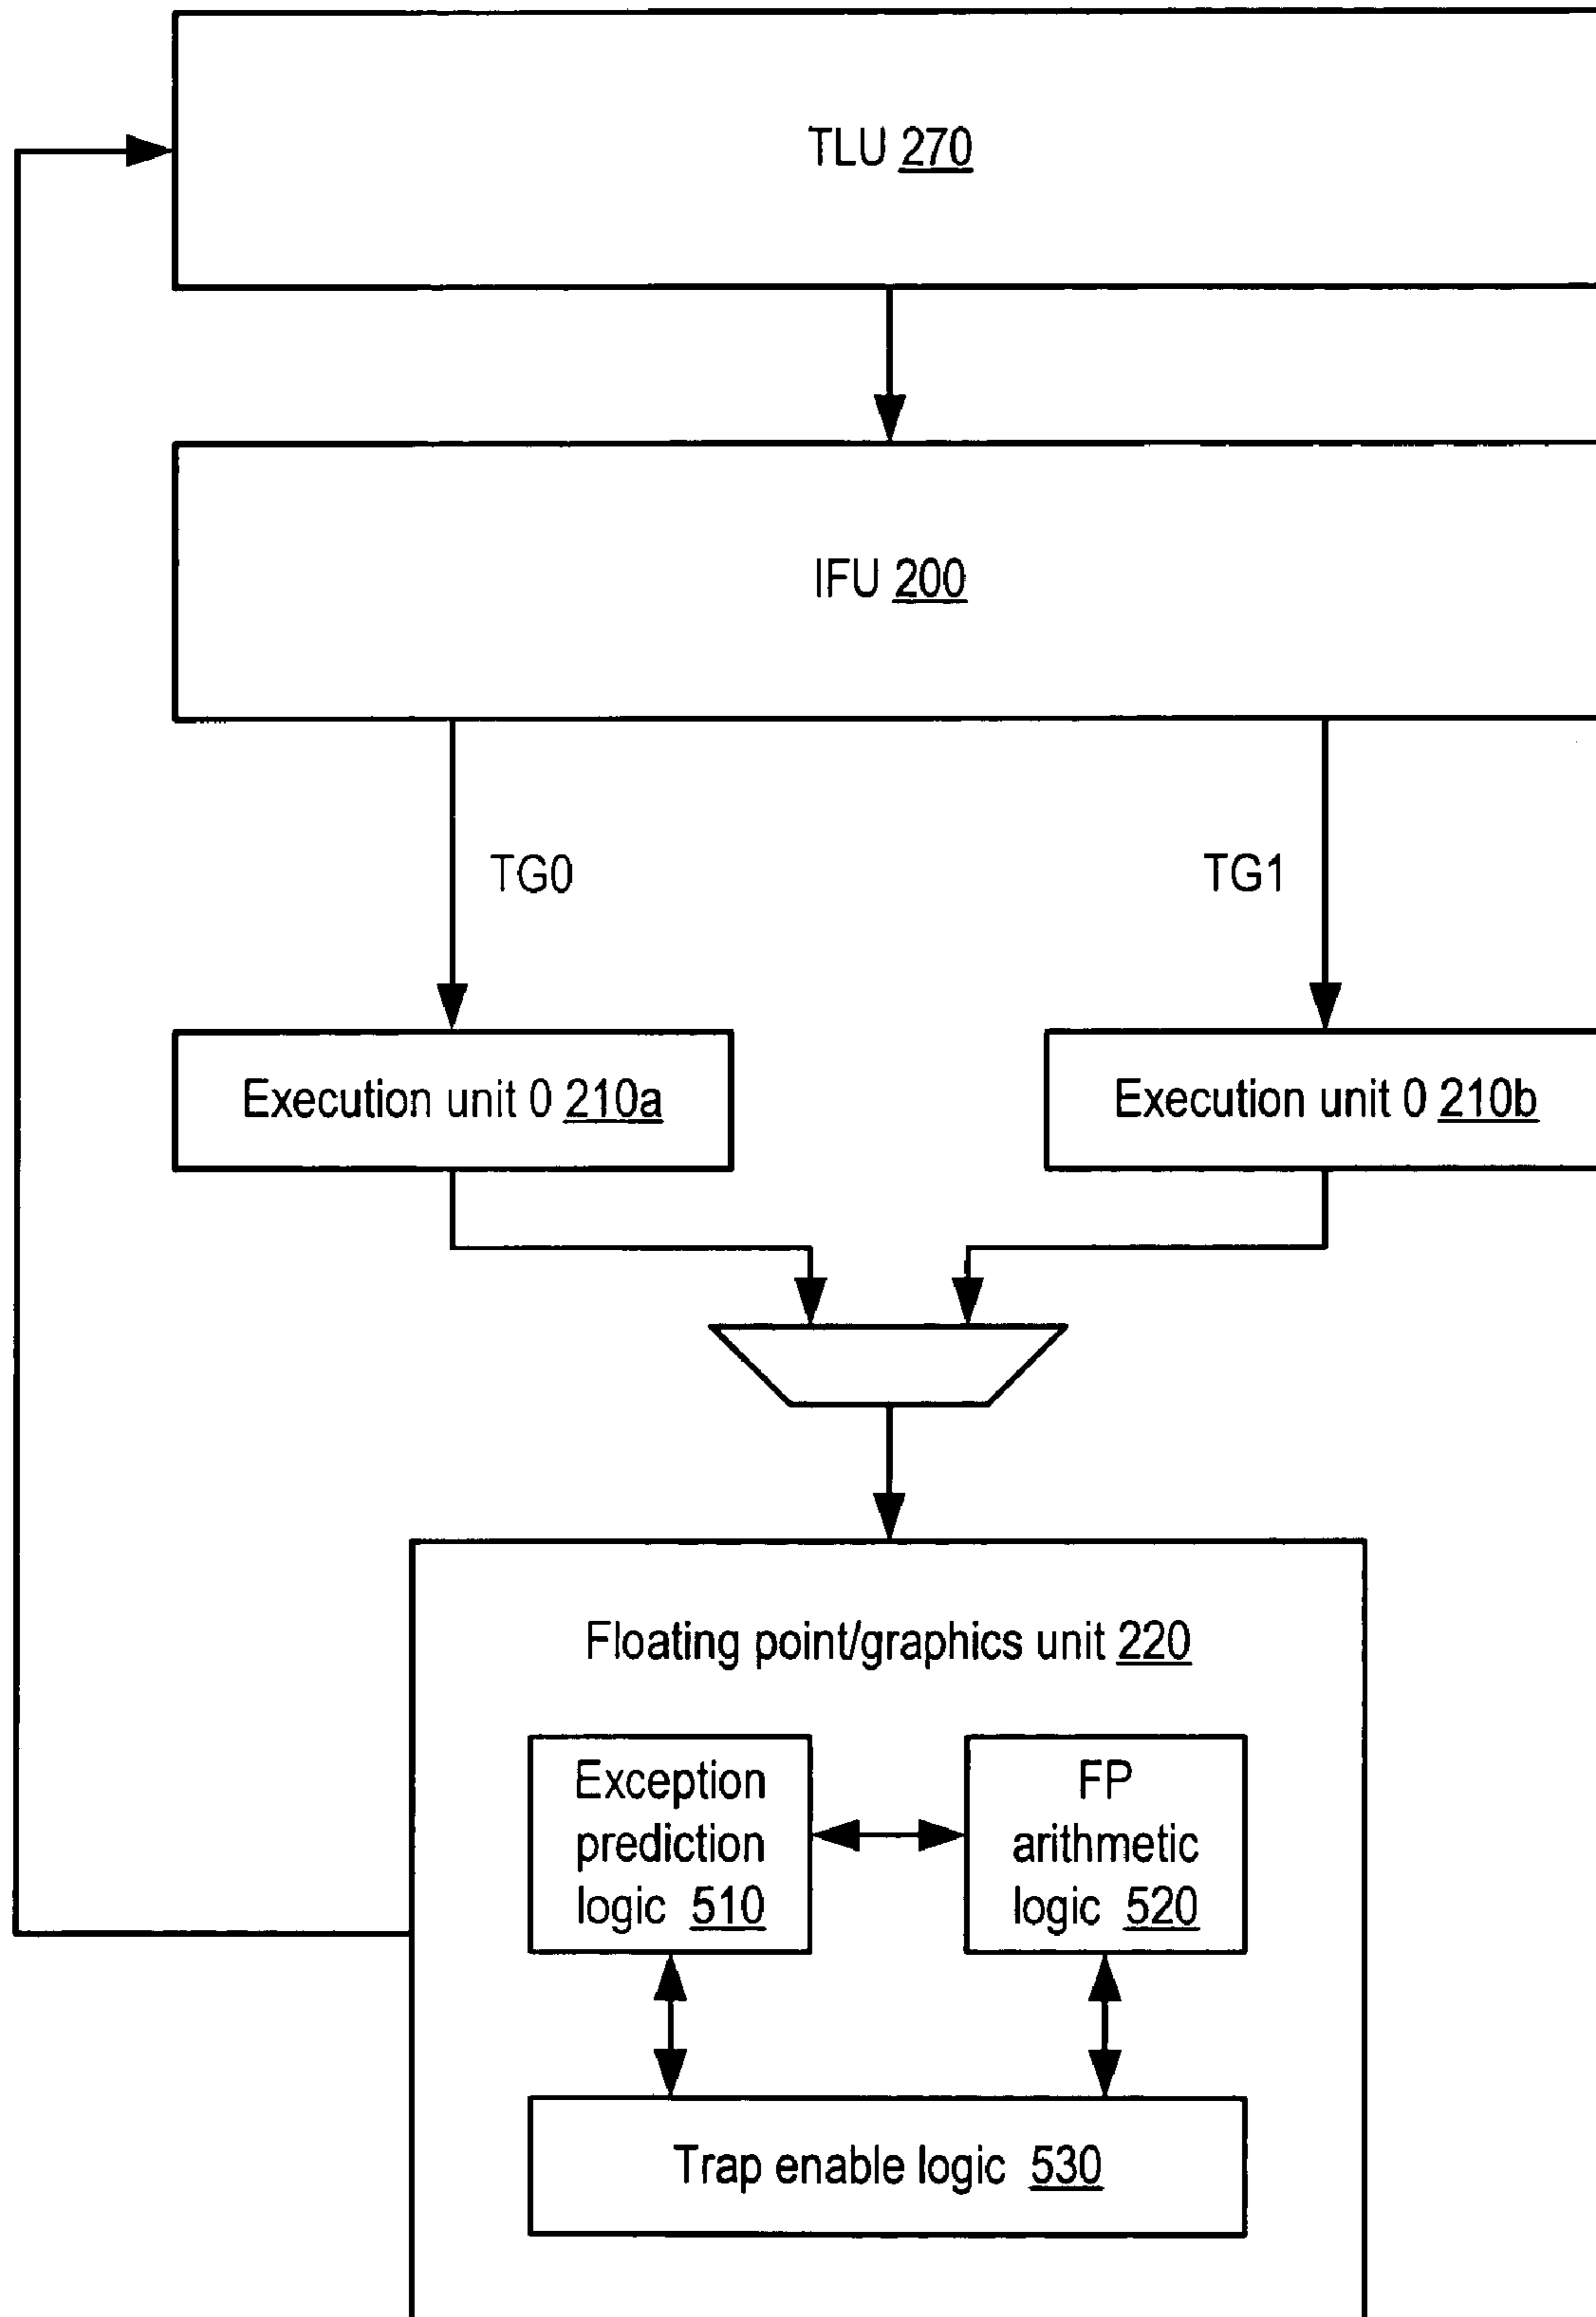 TLU 270
IFU 200
TG0
TG1
Execution unit 0 210a
Execution unit 0 210b
Floating point/graphics unit 220
Exception
prediction
logic 510
FP
arithmetic
logic 520
Trap enable logic 530